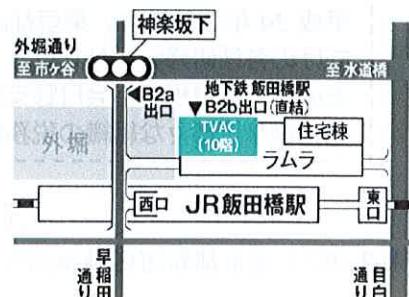 神楽坂下
外堀通り
至市ヶ谷
至水道橋
◀B2a
出口
地下鉄 飯田橋駅
▼B2b出口(直結)
TVAC
(10階)
住宅棟
外堀
ラムラ
西口
JR飯田橋駅
東口
早稲田通り
目白通り